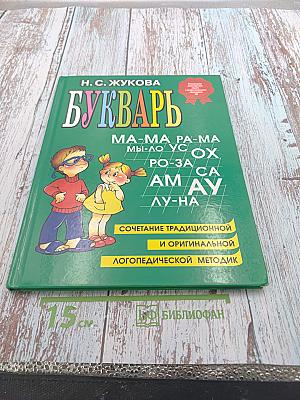 Н. С. ЖУКОВА
БУКВАРЬ
МА-МА РА-МА
МЫ-ЛО УС ОХ
РО-ЗА СА
АМ АУ
ЛУ-НА
СОЧЕТАНИЕ ТРАДИЦИОННОЙ
И ОРИГИНАЛЬНОЙ
ЛОГОПЕДИЧЕСКОЙ МЕТОДИК
15 см
БИБЛИОФАН